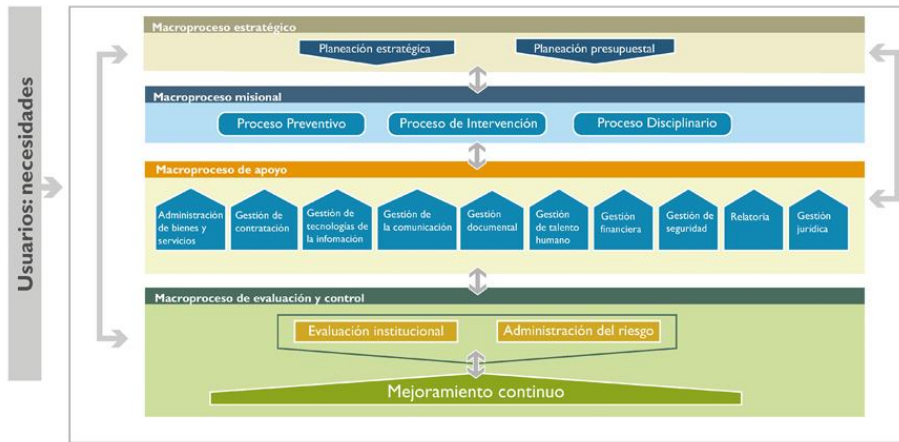 Usuarios: necesidades
Macroproceso estratégico
Planeación estratégica
Planeación presupuestal
Macroproceso misional
Proceso Preventivo
Proceso de Intervención
Proceso Disciplinario
Macroproceso de apoyo
Administración
de bienes y
servicios
Gestión de
contratación
Gestión de
tecnologías de
la infomación
Gestión de
la comunicación
Gestión
documental
Gestión
de talento
humano
Gestión
financiera
Gestión de
seguridad
Relatoría
Gestión
jurídica
Macroproceso de evaluación y control
Evaluación institucional
Administración del riesgo
Mejoramiento continuo